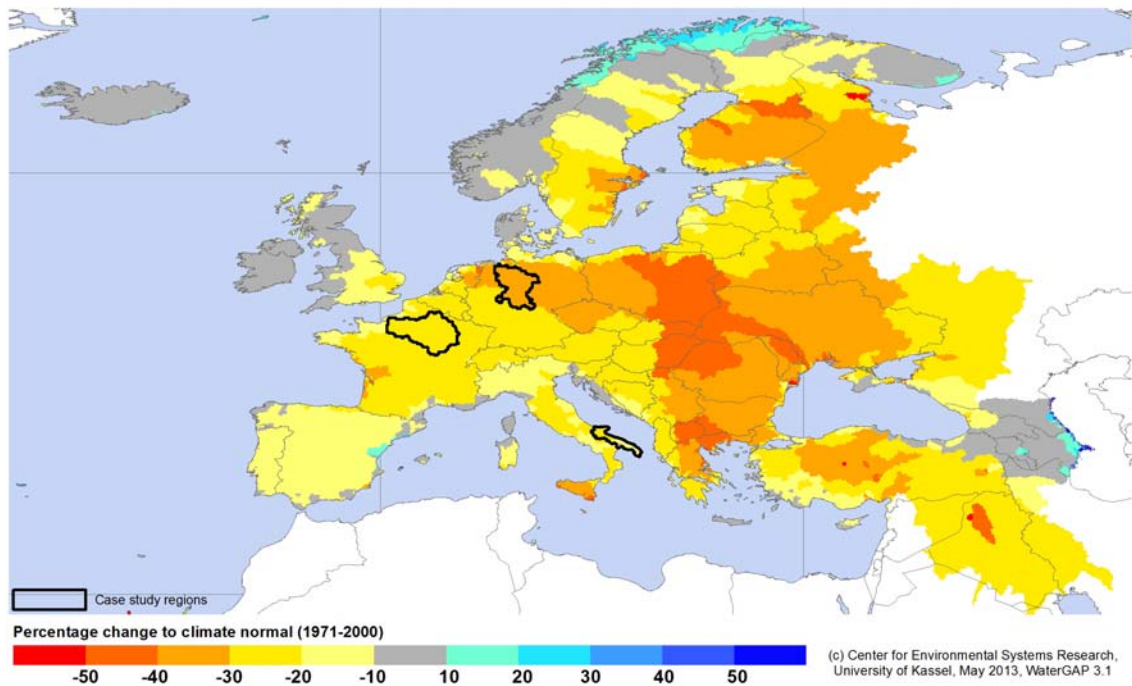 Case study regions
Percentage change to climate normal (1971-2000)
-50 -40 -30 -20 -10 10 20 30 40 50
(c) Center for Environmental Systems Research,
University of Kassel, May 2013, WaterGAP 3.1